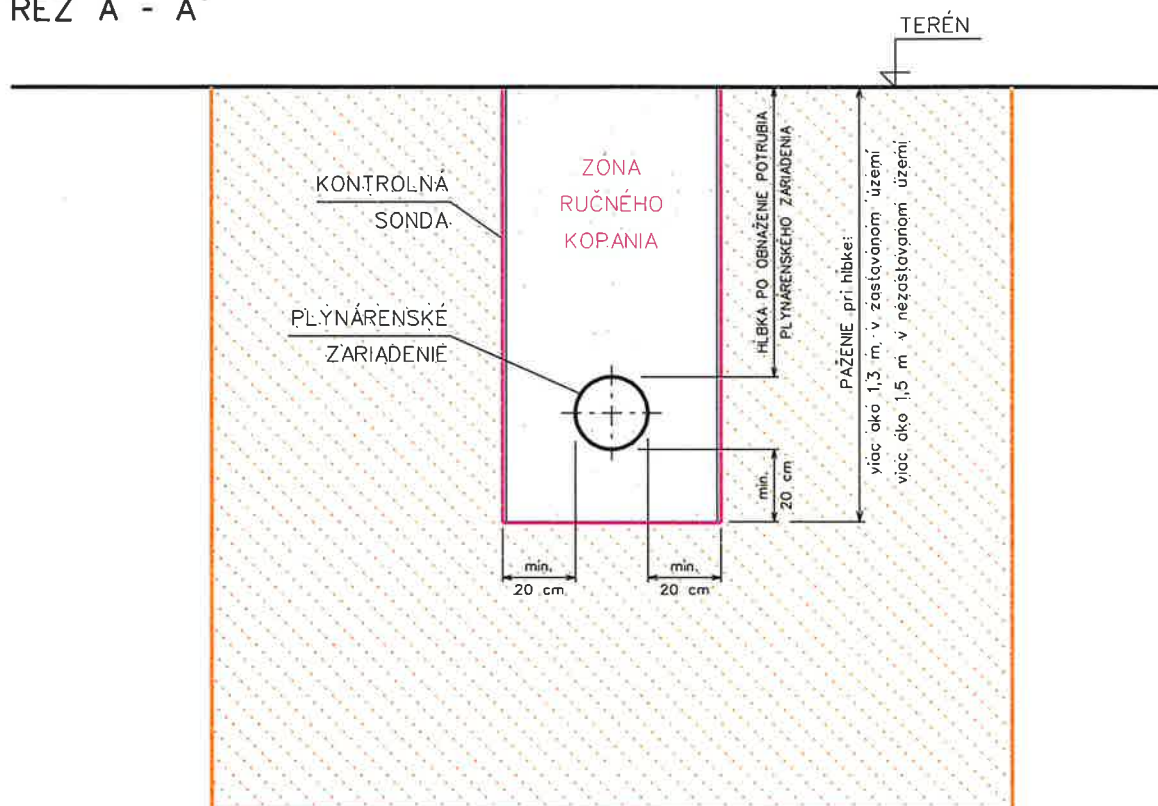 REZ A - A'
TERÉN
KONTROLNÁ
SONDA
ZÓNA
RUČNÉHO
KOPANIA
PLYNÁRENSKÉ
ZARIADENIE
HĹBKA PO OBNAŽENIE POTRUBIA
PLYNÁRENSKÉHO ZARIADENIA
PAŽENIE pri hĺbke:
viac ako 1,3 m v zastavanom území
viac ako 1,5 m v nezastavanom území
min.
20 cm
min.
20 cm
min.
20 cm